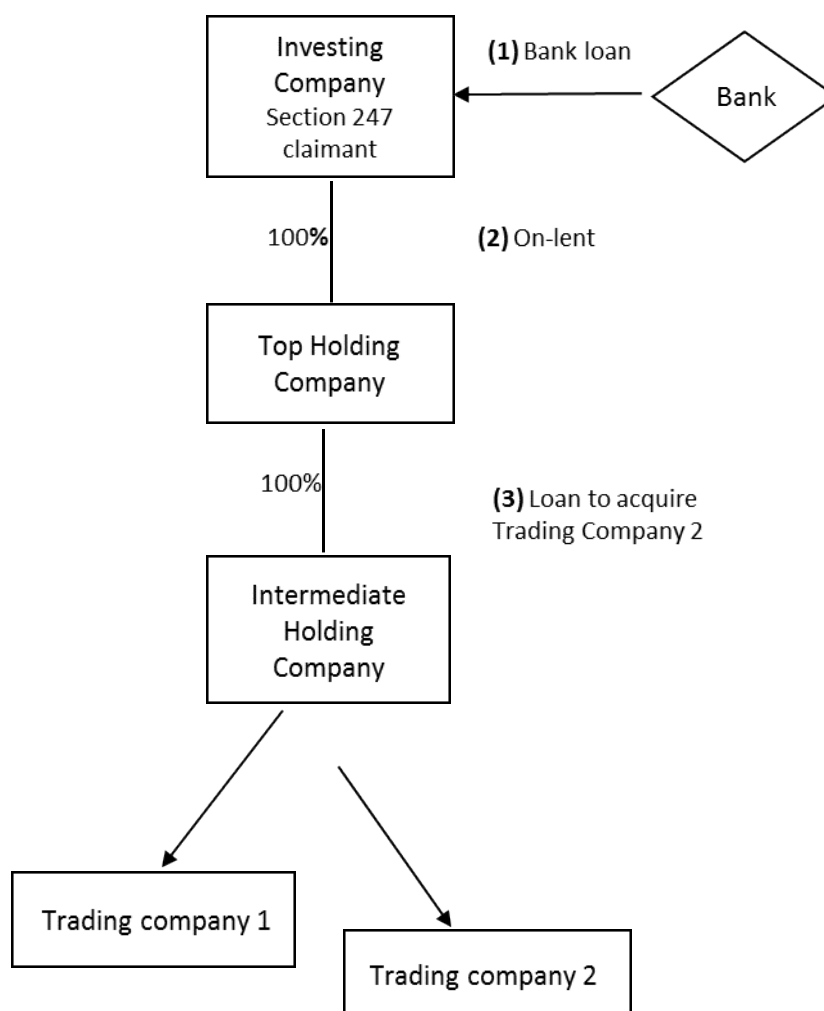 Investing
Company
Section 247
claimant
(1) Bank loan
Bank
100%
(2) On-lent
Top Holding
Company
100%
(3) Loan to acquire
Trading Company 2
Intermediate
Holding
Company
Trading company 1
Trading company 2